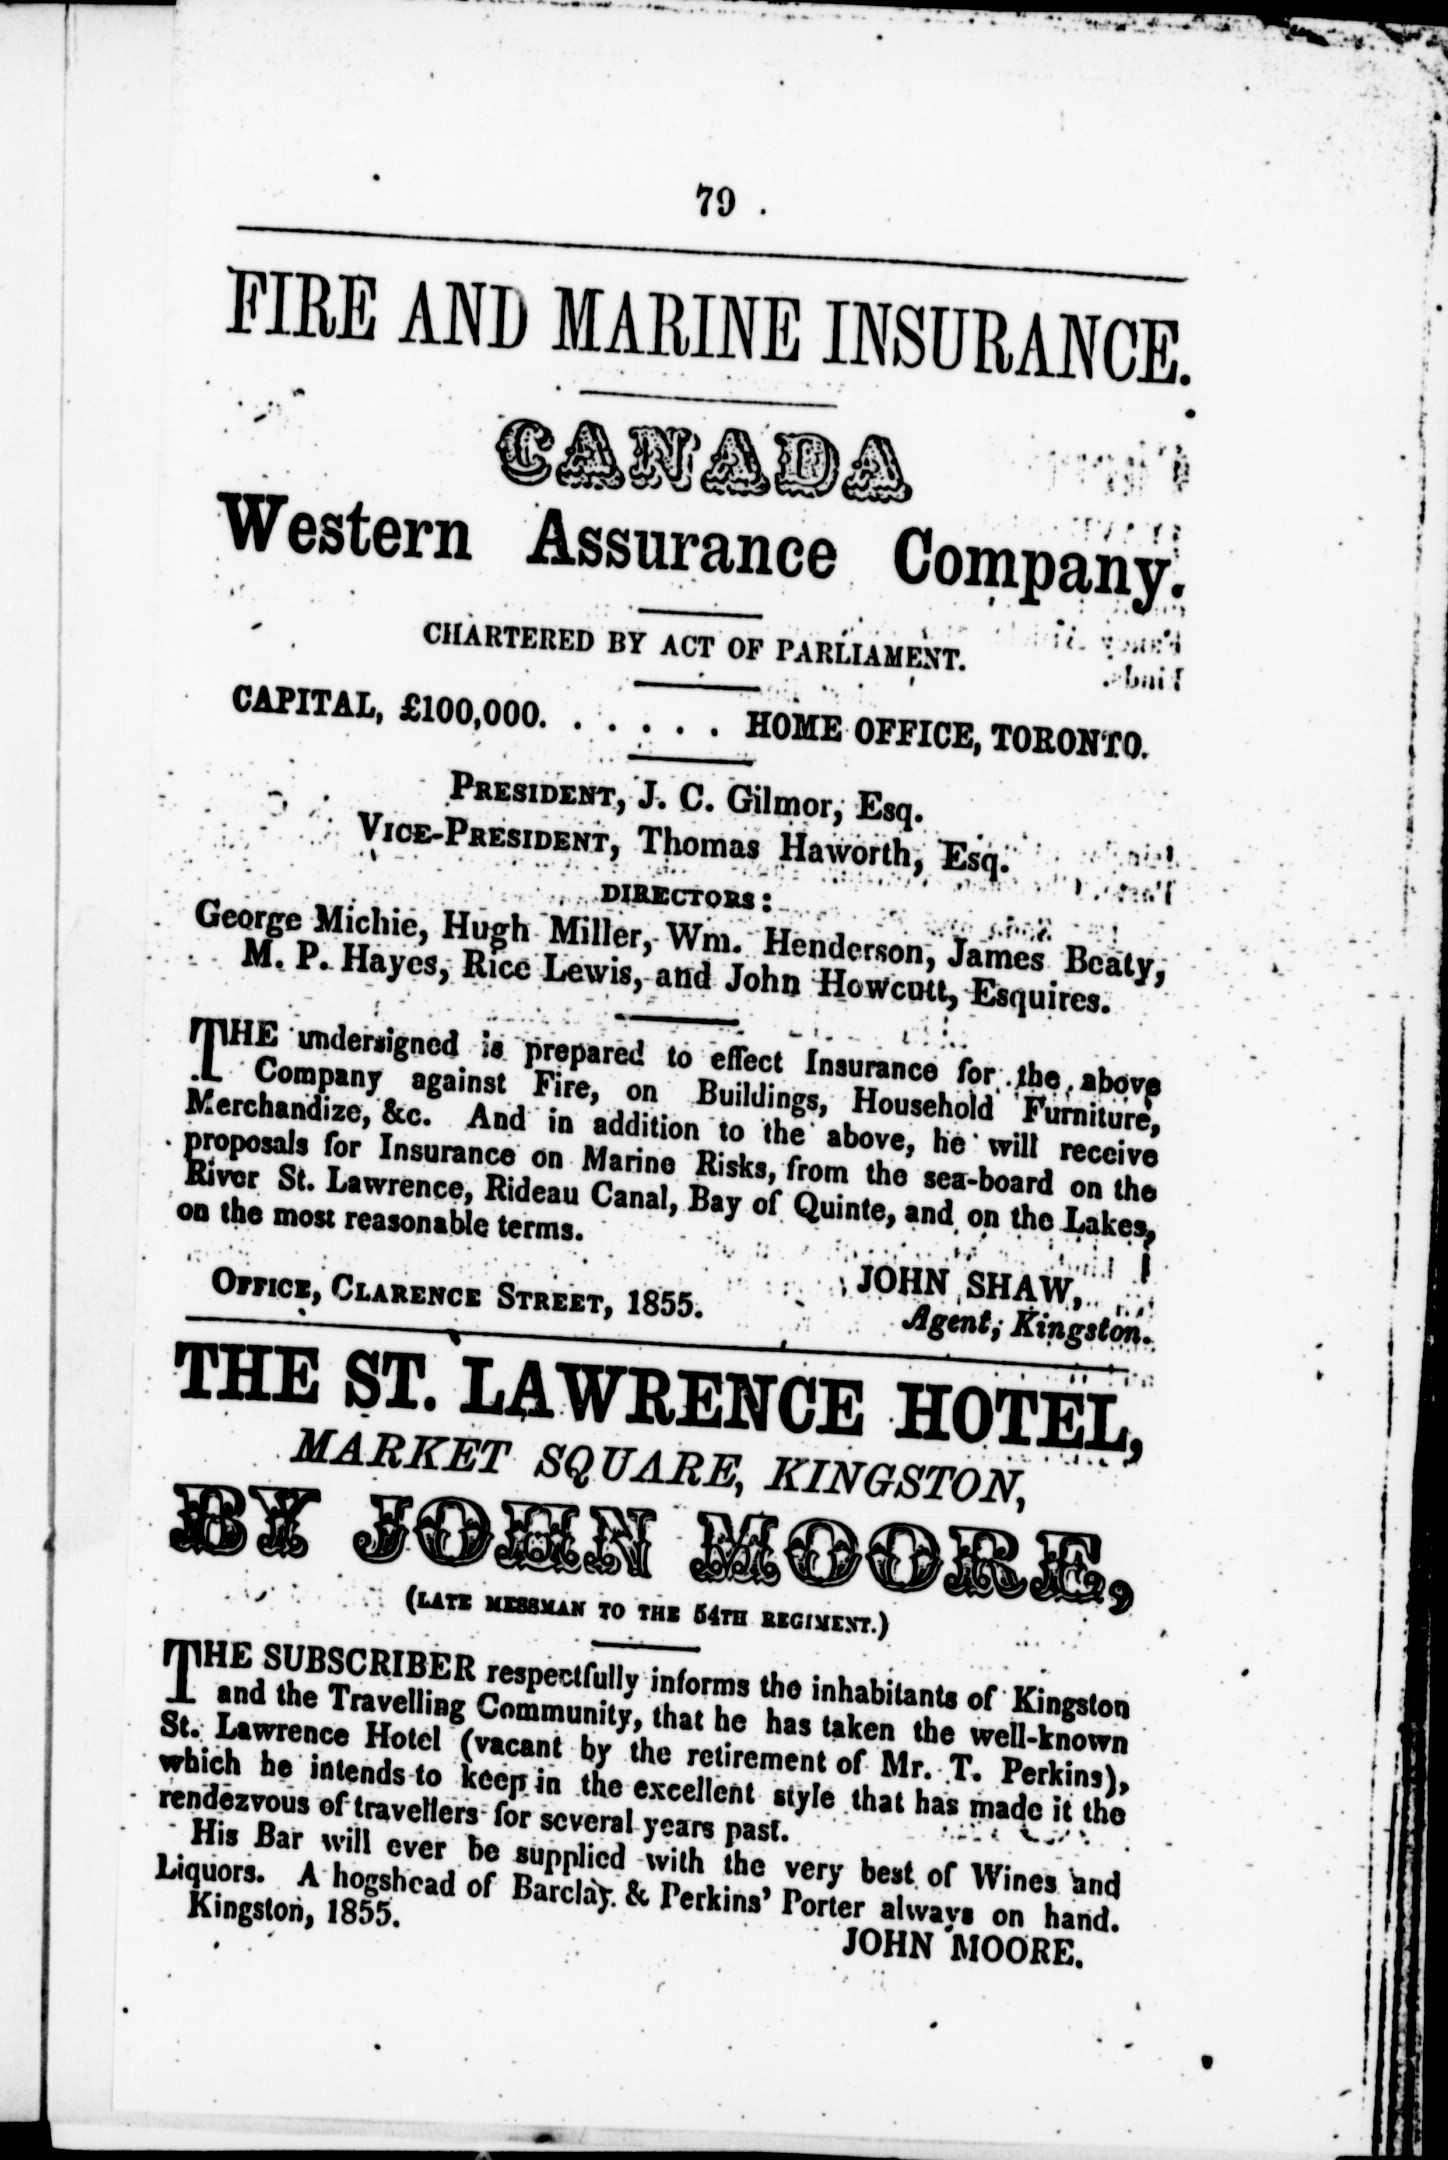 79
FIRE AND MARINE INSURANCE.
CANADA
Western Assurance Company.
CHARTERED BY ACT OF PARLIAMENT.
CAPITAL, £100,000. . . . . . HOME OFFICE, TORONTO.
PRESIDENT, J. C. Gilmor, Esq.
VICE-PRESIDENT, Thomas Haworth, Esq.
DIRECTORS:
George Michie, Hugh Miller, Wm. Henderson, James Beaty,
M. P. Hayes, Rice Lewis, and John Howcutt, Esquires.
THE undersigned is prepared to effect Insurance for the above
Company against Fire, on Buildings, Household Furniture,
Merchandize, &c. And in addition to the above, he will receive
proposals for Insurance on Marine Risks, from the sea-board on the
River St. Lawrence, Rideau Canal, Bay of Quinte, and on the Lakes,
on the most reasonable terms.
JOHN SHAW,
OFFICE, CLARENCE STREET, 1855.
Agent, Kingston.
THE ST. LAWRENCE HOTEL,
MARKET SQUARE, KINGSTON,
BY JOHN MOORE,
(LATE MESSMAN TO THE 54TH REGIMENT.)
THE SUBSCRIBER respectfully informs the inhabitants of Kingston
and the Travelling Community, that he has taken the well-known
St. Lawrence Hotel (vacant by the retirement of Mr. T. Perkins),
which he intends to keep in the excellent style that has made it the
rendezvous of travellers for several years past.
His Bar will ever be supplied with the very best of Wines and
Liquors. A hogshead of Barclay & Perkins' Porter always on hand.
Kingston, 1855.
JOHN MOORE.